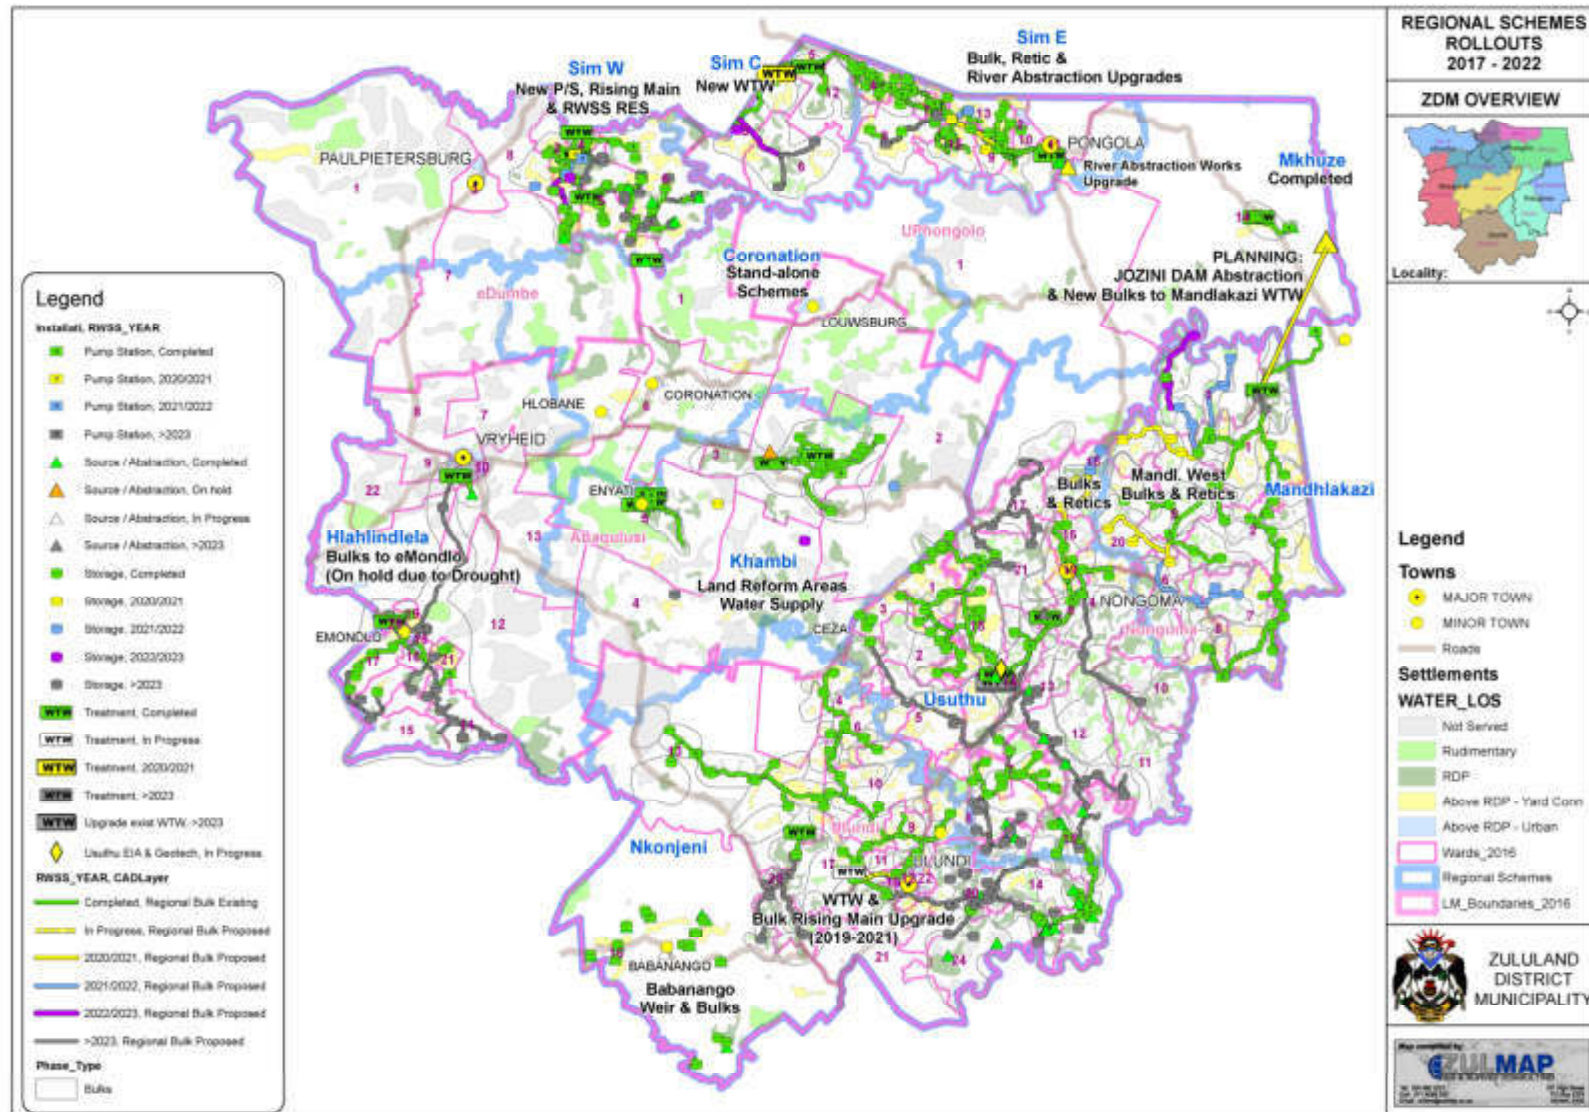 REGIONAL SCHEMES
ROLLOUTS
2017 - 2022
ZDM OVERVIEW
Locality:
Sim W
New P/S, Rising Main
& RWSS RES
Sim C
New WTW
Sim E
Bulk, Retic &
River Abstraction Upgrades
PAULPIETERSBURG
PONGOLA
River Abstraction Works
Upgrade
Mkhuze
Completed
PLANNING:
JOZINI DAM Abstraction
& New Bulks to Mandlakazi WTW
UPhongolo
Coronation
Stand-alone
Schemes
eDumbe
LOUWSBURG
CORONATION
HLOBANE
VRYHEID
ENYATI
Abaqulusi
Hlahlindlela
Bulks to eMondlo
(On hold due to Drought)
EMONDLO
Khambi
Land Reform Areas
Water Supply
CEZA
Bulks
& Retics
Mandl. West
Bulks & Retics
Mandhlakazi
NONGOMA
Nongoma
Usuthu
Nkonjeni
Ulundi
ULUNDI
WTW &
Bulk Rising Main Upgrade
(2019-2021)
BABANANGO
Babanango
Weir & Bulks
Legend
Installati, RWSS_YEAR
Pump Station, Completed
Pump Station, 2020/2021
Pump Station, 2021/2022
Pump Station, >2023
Source / Abstraction, Completed
Source / Abstraction, On hold
Source / Abstraction, In Progress
Source / Abstraction, >2023
Storage, Completed
Storage, 2020/2021
Storage, 2021/2022
Storage, 2022/2023
Storage, >2023
WTW Treatment, Completed
WTW Treatment, In Progress
WTW Treatment, 2020/2021
WTW Treatment, >2023
WTW Upgrade exist WTW, >2023
Usuthu EIA & Geotech, In Progress
RWSS_YEAR, CADLayer
Completed, Regional Bulk Existing
In Progress, Regional Bulk Proposed
2020/2021, Regional Bulk Proposed
2021/2022, Regional Bulk Proposed
2022/2023, Regional Bulk Proposed
>2023, Regional Bulk Proposed
Phase_Type
Bulks
Legend
Towns
MAJOR TOWN
MINOR TOWN
Roads
Settlements
WATER_LOS
Not Served
Rudimentary
RDP
Above RDP - Yard Conn
Above RDP - Urban
Wards_2016
Regional Schemes
LM_Boundaries_2016
ZULULAND
DISTRICT
MUNICIPALITY
Map compiled by:
ZULMAP